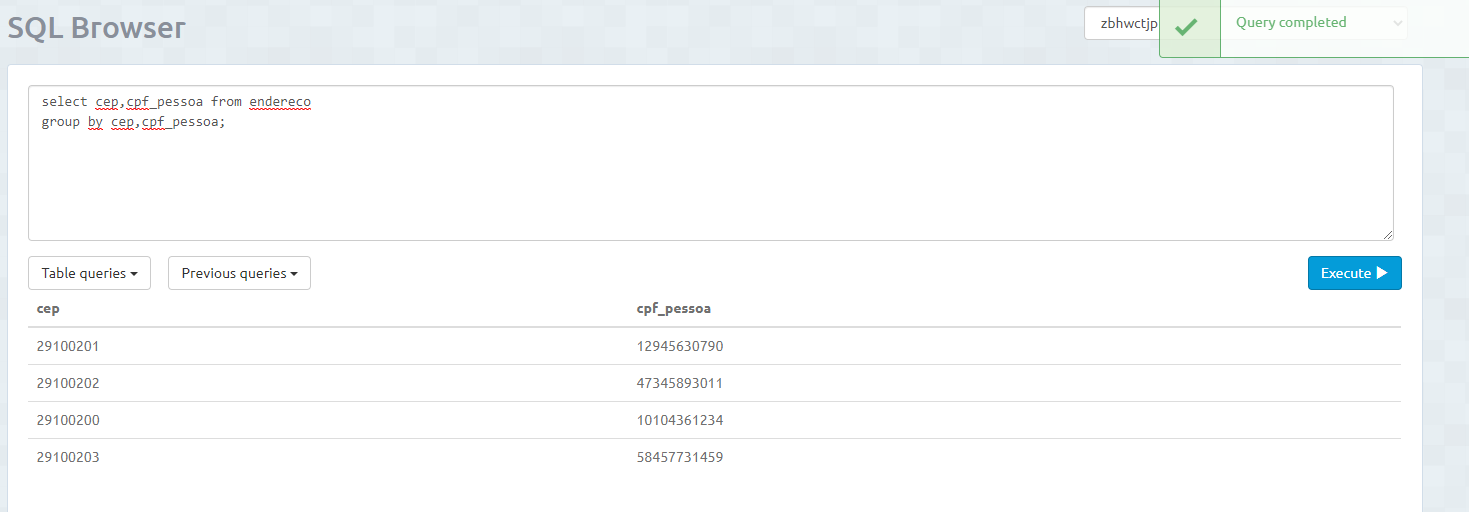 SQL Browser
zbhwctjp
Query completed
select cep,cpf_pessoa from endereco
group by cep,cpf_pessoa;
Table queries
Previous queries
Execute
cep cpf_pessoa
29100201 12945630790
29100202 47345893011
29100200 10104361234
29100203 58457731459